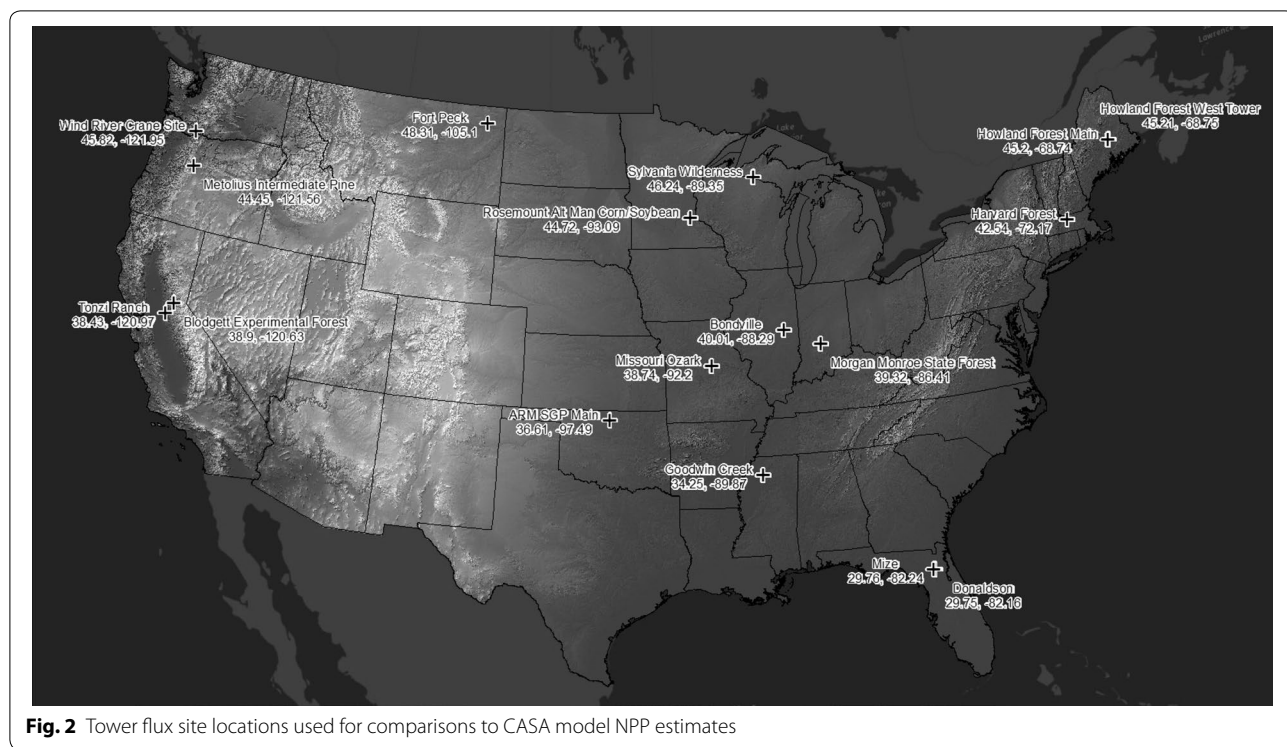 Lawrence
Wind River Crane Site
45.82, -121.95
Fort Peck
48.31, -105.1
Howland Forest West Tower
45.21, -68.75
Howland Forest Main
45.2, -68.74
Lake
Sylvania Wilderness
46.24, -89.35
Metolius Intermediate Pine
44.45, -121.56
Rosemount Alt Man Corn/Soybean
44.72, -93.09
Harvard Forest
42.54, -72.17
Tonzi Ranch
38.43, -120.97
Blodgett Experimental Forest
38.9, -120.63
Bondville
40.01, -88.29
Missouri Ozark
38.74, -92.2
Morgan Monroe State Forest
39.32, -86.41
ARM SGP Main
36.61, -97.49
Goodwin Creek
34.25, -89.87
Mize
29.76, -82.24
Donaldson
29.75, -82.16
Fig. 2 Tower flux site locations used for comparisons to CASA model NPP estimates